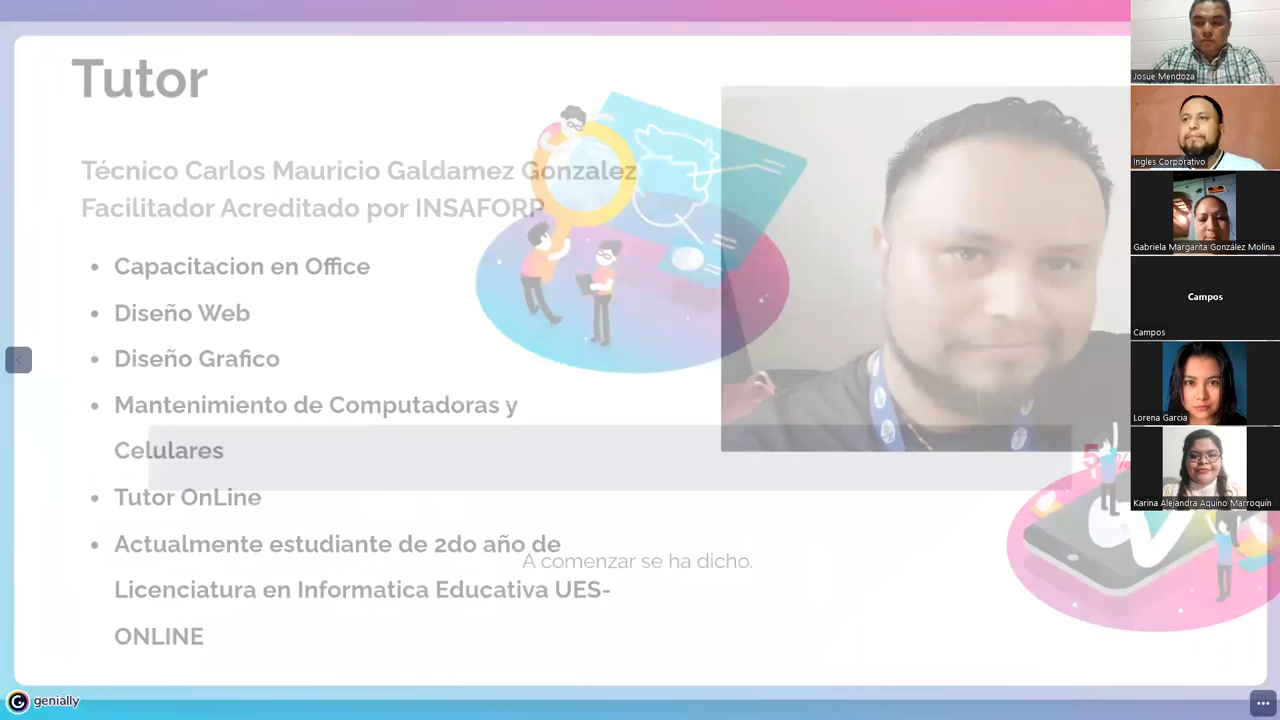 Tutor
Técnico Carlos Mauricio Galdamez Gonzalez
Facilitador Acreditado por INSAFORP
• Capacitacion en Office
• Diseño Web
• Diseño Grafico
• Mantenimiento de Computadoras y
Celulares
• Tutor OnLine
• Actualmente estudiante de 2do año de
Licenciatura en Informatica Educativa UES-
ONLINE
A comenzar se ha dicho.
genially
Josue Mendoza
Ingles Corporativo
Gabriela Margarita González Molina
Campos
Campos
Lorena Garcia
Karina Alejandra Aquino Marroquín